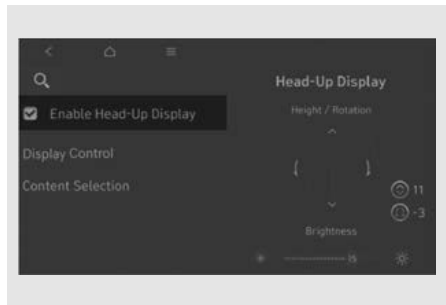 Head-Up Display
Enable Head-Up Display
Height / Rotation
Display Control
Content Selection
11
-3
Brightness
15